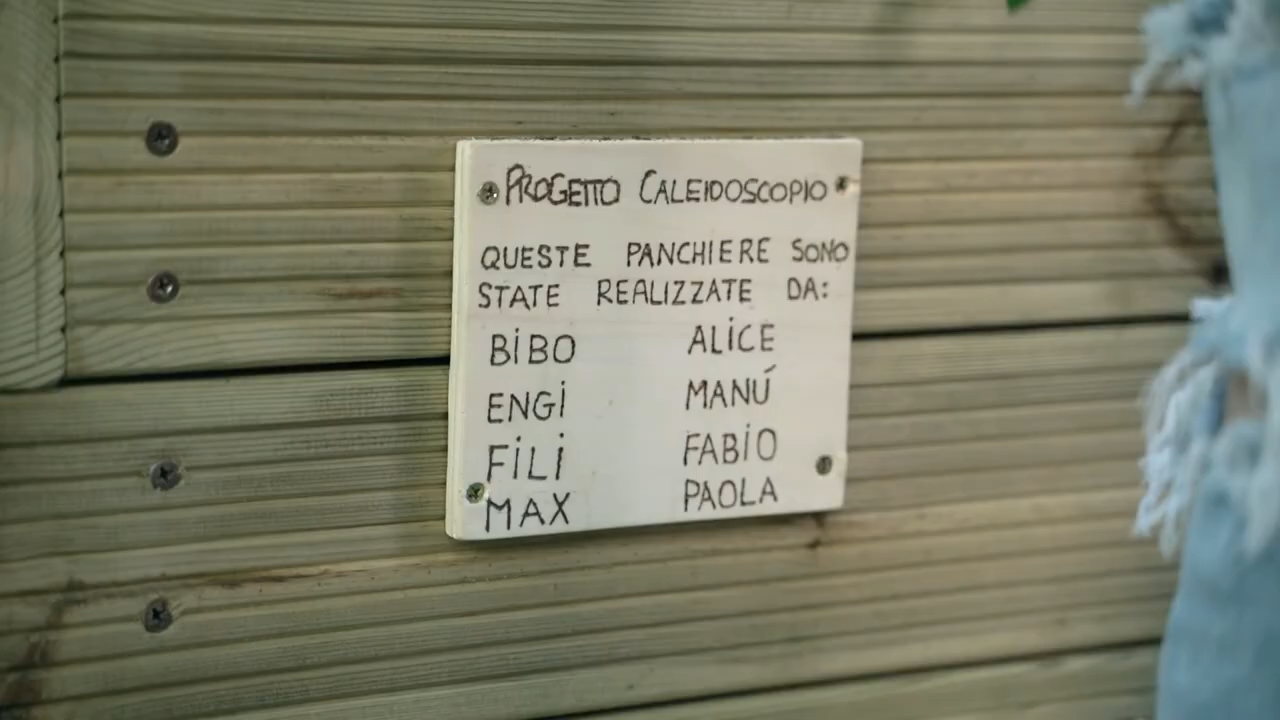 PROGETTO CALEIDOSCOPIO
QUESTE PANCHIERE SONO
STATE REALIZZATE DA:
BIBO ALICE
ENGI MANÚ
FILI FABIO
MAX PAOLA